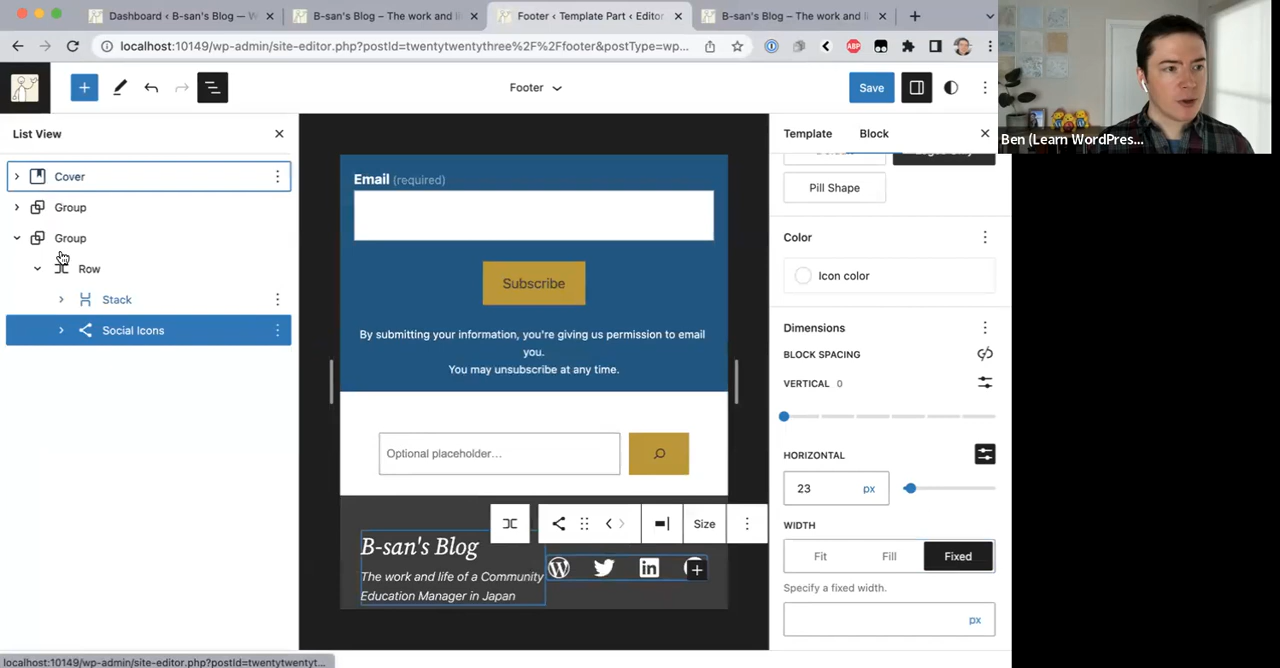 Dashboard ‹ B-san's Blog — W
B-san's Blog – The work and li
Footer ‹ Template Part ‹ Editor
B-san's Blog – The work and li
localhost:10149/wp-admin/site-editor.php?postId=twentytwentythree%2F%2Ffooter&postType=wp...
ABP
Footer
Save
Ben (Learn WordPres...
List View
Cover
Group
Group
Row
Stack
Social Icons
Email (required)
Subscribe
By submitting your information, you're giving us permission to email
you.
You may unsubscribe at any time.
Optional placeholder...
Size
B-san's Blog
The work and life of a Community
Education Manager in Japan
Template
Block
Pill Shape
Color
Icon color
Dimensions
BLOCK SPACING
VERTICAL 0
HORIZONTAL
23 px
WIDTH
Fit
Fill
Fixed
Specify a fixed width.
px
localhost:10149/wp-admin/site-editor.php?postId=twentytwentyt...